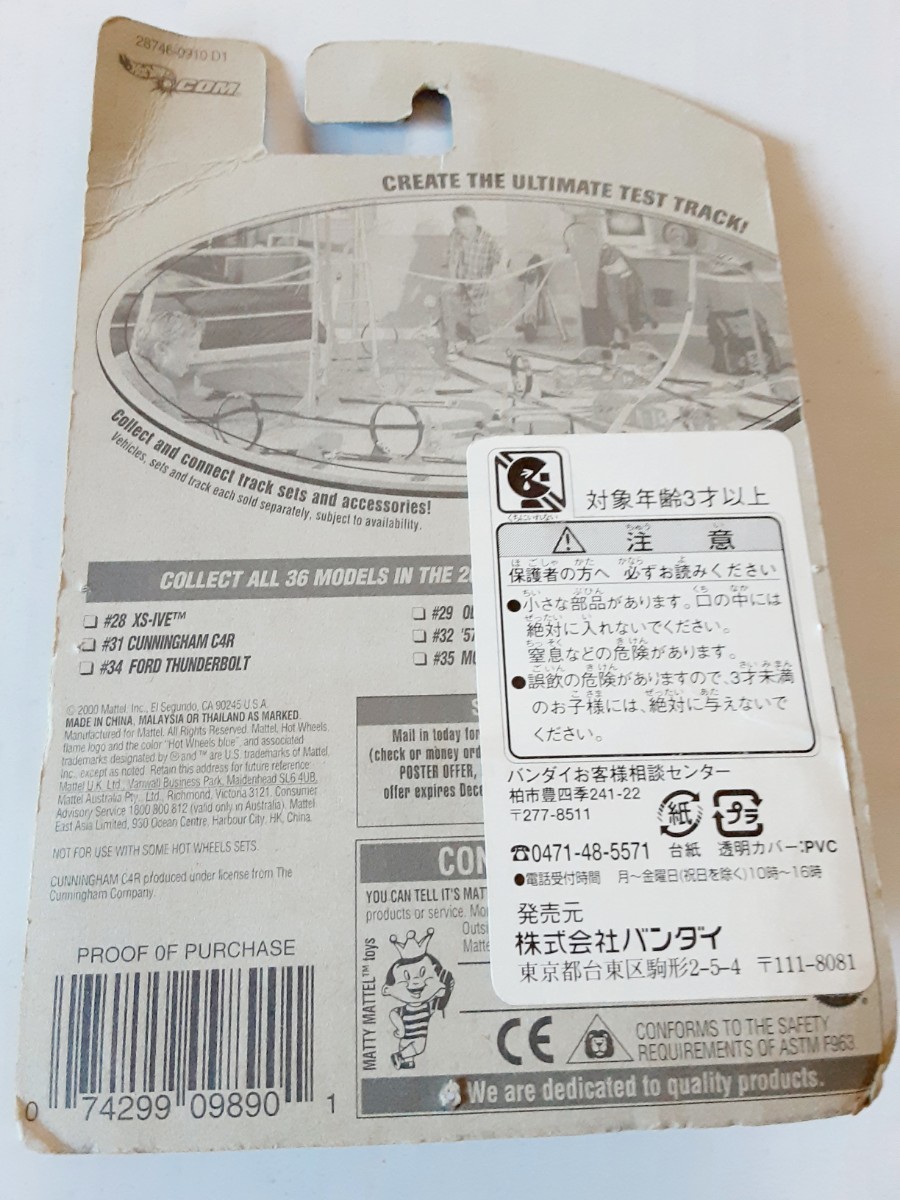 28746-0910 D1
HOT WHEELS .COM
CREATE THE ULTIMATE TEST TRACK!
Collect and connect track sets and accessories!
Vehicles, sets and track each sold separately, subject to availability.
COLLECT ALL 36 MODELS IN THE 2
❏ #28 XS-IVE™
❏ #31 CUNNINGHAM C4R
❏ #34 FORD THUNDERBOLT
❏ #29 OL
❏ #32 '57
❏ #35 MU
© 2000 Mattel, Inc., El Segundo, CA 90245 U.S.A.
MADE IN CHINA, MALAYSIA OR THAILAND AS MARKED.
Manufactured for Mattel. All Rights Reserved. Mattel, Hot Wheels,
flame logo and the color "Hot Wheels blue", and associated
trademarks designated by ® and ™ are U.S. trademarks of Mattel,
Inc. except as noted. Retain this address for future reference:
Mattel U.K. Ltd., Vanwall Business Park, Maidenhead SL6 4UB.
Mattel Australia Pty., Ltd., Richmond, Victoria 3121. Consumer
Advisory Service 1800 800 812 (valid only in Australia). Mattel
East Asia Limited, 930 Ocean Centre, Harbour City, HK, China.
NOT FOR USE WITH SOME HOT WHEELS SETS.
CUNNINGHAM C4R produced under license from The
Cunningham Company.
Mail in today for
(check or money ord
POSTER OFFER,
offer expires Dece
CON
YOU CAN TELL IT'S MAT
products or service. Mo
Outsi
Matte
MATTY MATTEL™ toys
PROOF OF PURCHASE
0 74299 09890 1
CE
CONFORMS TO THE SAFETY
REQUIREMENTS OF ASTM F963.
We are dedicated to quality products.
くちにいれない
対象年齢3才以上
⚠ 注意
保護者の方へ 必ずお読みください
●小さな部品があります。口の中には
絶対に入れないでください。
窒息などの危険があります。
●誤飲の危険がありますので、3才未満
のお子様には、絶対に与えないで
ください。
バンダイお客様相談センター
柏市豊四季241-22
〒277-8511
紙 プラ
☎0471-48-5571 台紙 透明カバー:PVC
●電話受付時間 月～金曜日(祝日を除く)10時～16時
発売元
株式会社バンダイ
東京都台東区駒形2-5-4 〒111-8081